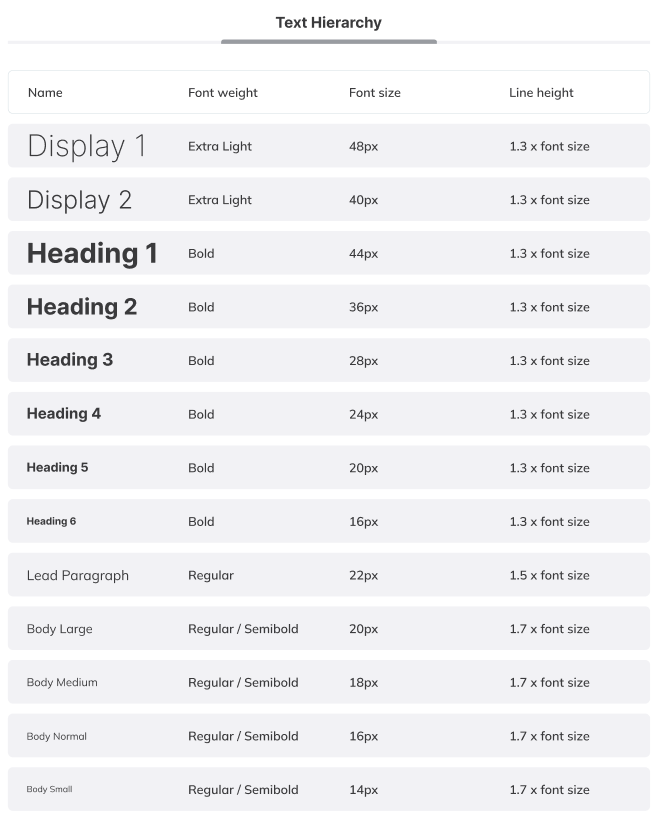 Text Hierarchy
Name Font weight Font size Line height
Display 1 Extra Light 48px 1.3 x font size
Display 2 Extra Light 40px 1.3 x font size
Heading 1 Bold 44px 1.3 x font size
Heading 2 Bold 36px 1.3 x font size
Heading 3 Bold 28px 1.3 x font size
Heading 4 Bold 24px 1.3 x font size
Heading 5 Bold 20px 1.3 x font size
Heading 6 Bold 16px 1.3 x font size
Lead Paragraph Regular 22px 1.5 x font size
Body Large Regular / Semibold 20px 1.7 x font size
Body Medium Regular / Semibold 18px 1.7 x font size
Body Normal Regular / Semibold 16px 1.7 x font size
Body Small Regular / Semibold 14px 1.7 x font size